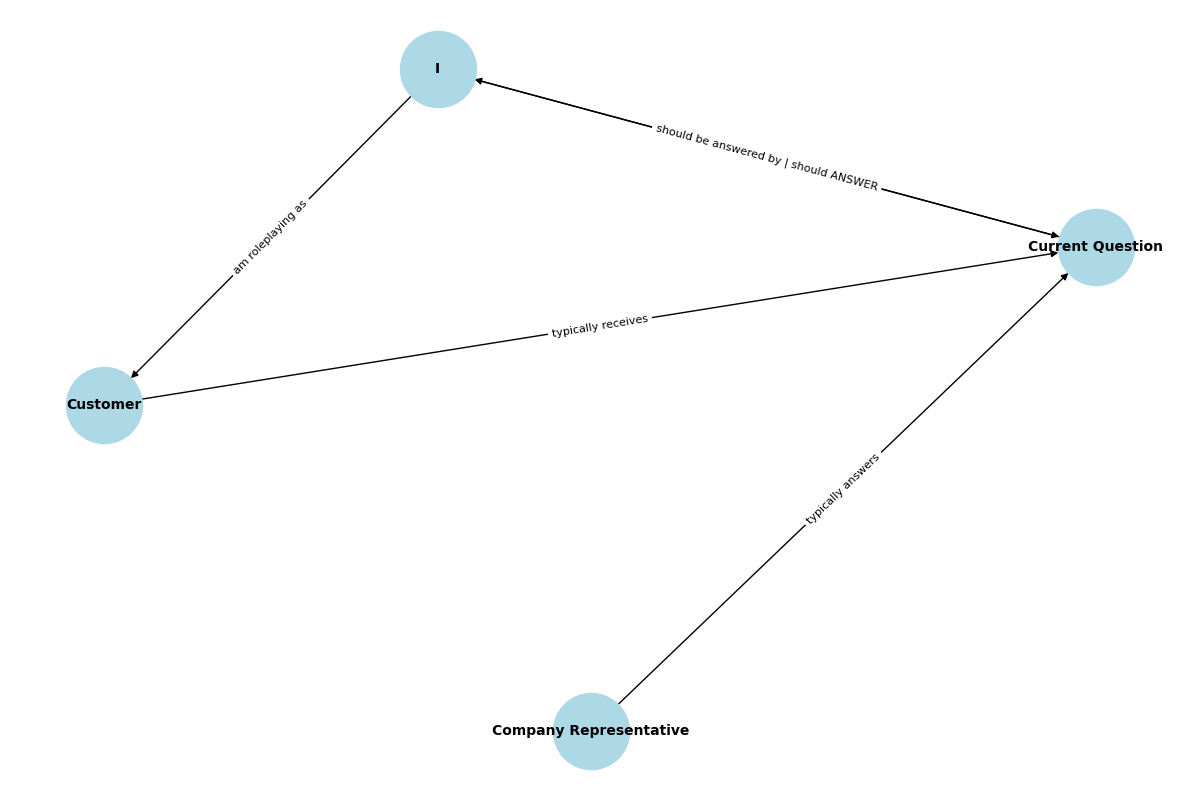 I
should be answered by | should ANSWER
Current Question
am roleplaying as
typically receives
Customer
typically answers
Company Representative